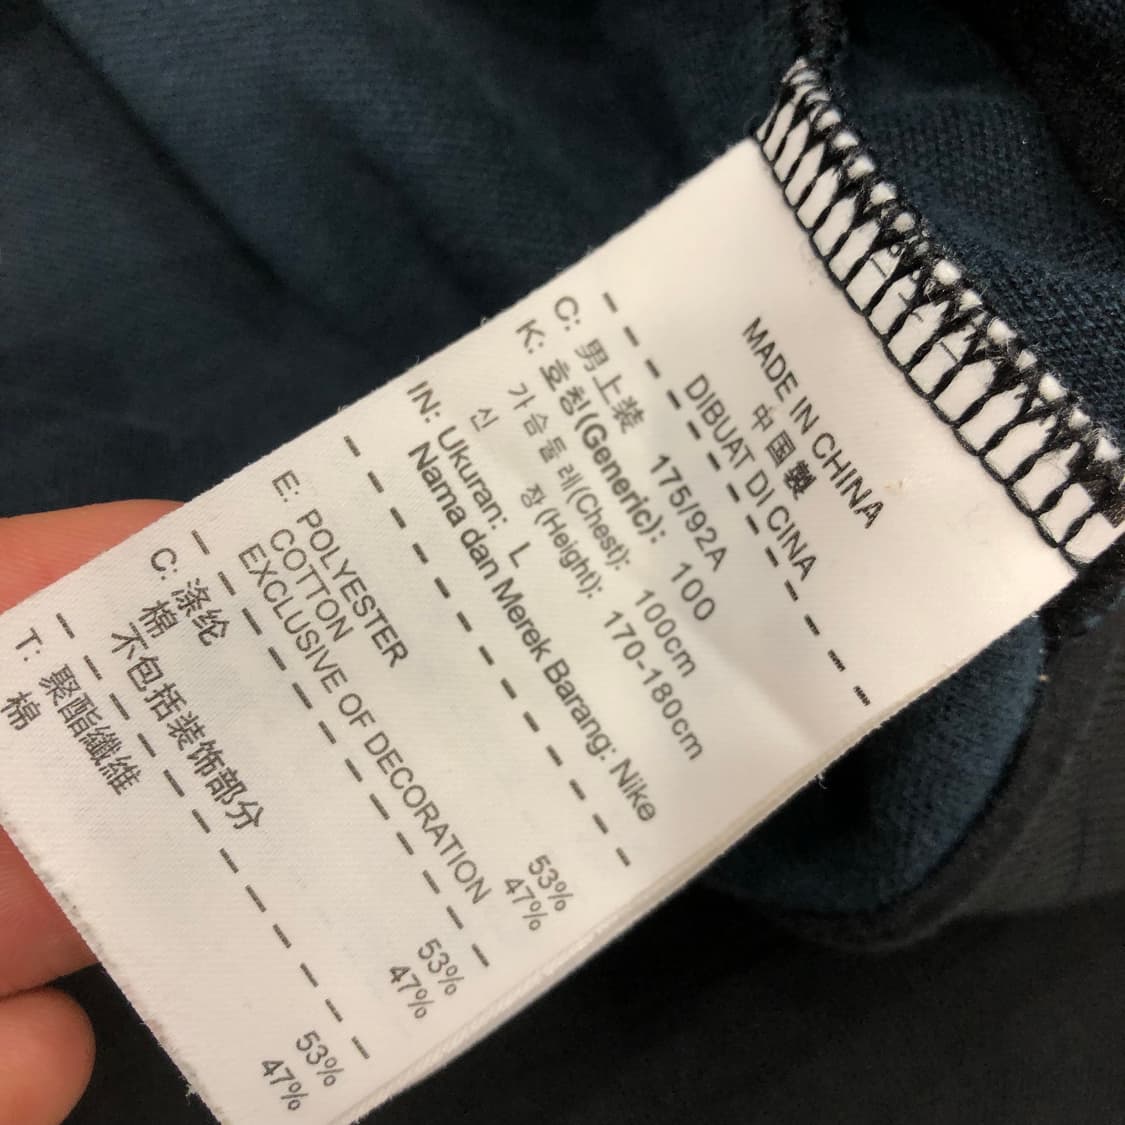 MADE IN CHINA
中国製
DIBUAT DI CINA
C: 男上装 175/92A
K: 호칭(Generic): 100
가슴둘레(Chest): 100cm
신 장(Height): 170-180cm
IN: Ukuran: L
Nama dan Merek Barang: Nike
E: POLYESTER 53%
COTTON 47%
EXCLUSIVE OF DECORATION
C: 涤纶 53%
棉 47%
不包括装饰部分
T: 聚酯纖維 53%
棉 47%